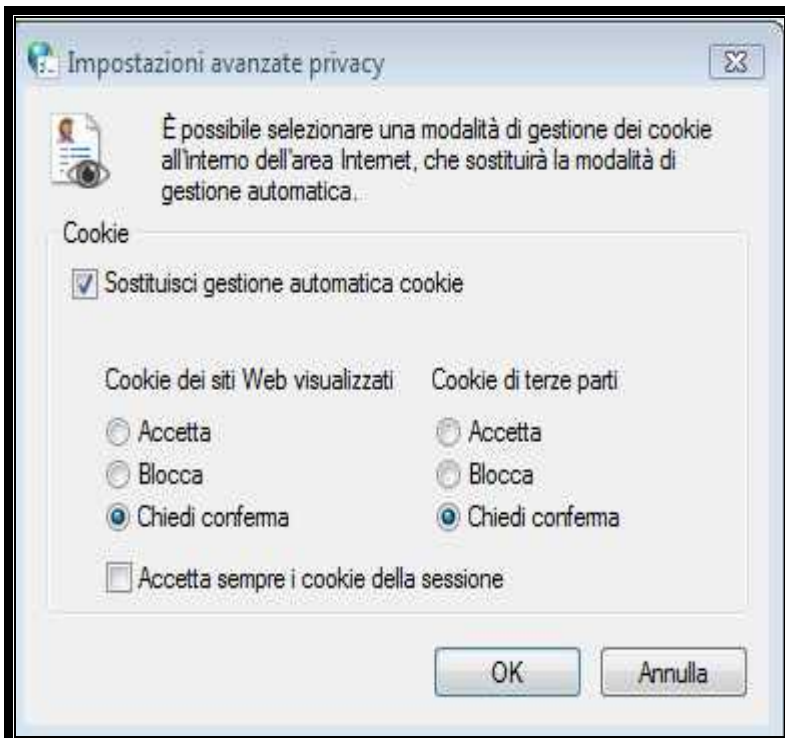 Impostazioni avanzate privacy
È possibile selezionare una modalità di gestione dei cookie
all'interno dell'area Internet, che sostituirà la modalità di
gestione automatica.
Cookie
Sostituisci gestione automatica cookie
Cookie dei siti Web visualizzati Cookie di terze parti
Accetta Accetta
Blocca Blocca
Chiedi conferma Chiedi conferma
Accetta sempre i cookie della sessione
OK Annulla